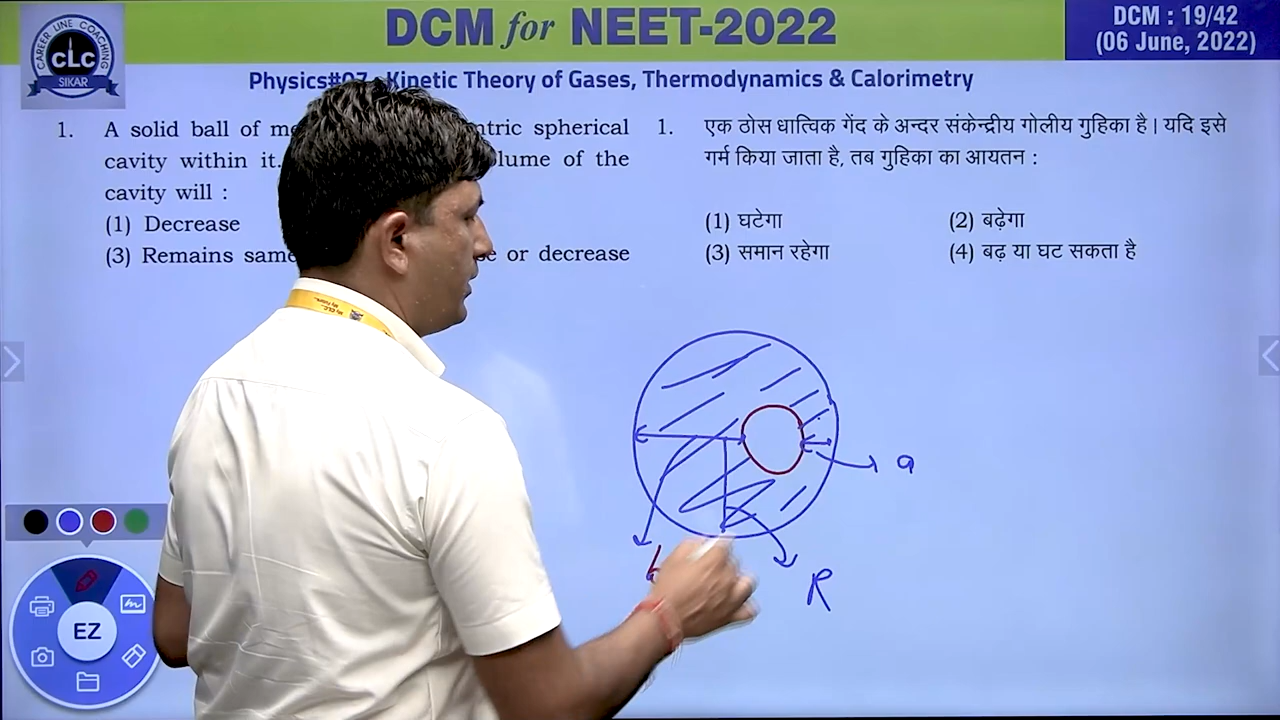 DCM for NEET-2022
DCM : 19/42
(06 June, 2022)
CAREER LINE COACHING
CLC
SIKAR
Physics#07 : Kinetic Theory of Gases, Thermodynamics & Calorimetry
1. A solid ball of ntric spherical
cavity within it. lume of the
cavity will :
(1) Decrease
(3) Remains same or decrease
1. एक ठोस धात्विक गेंद के अन्दर संकेन्द्रीय गोलीय गुहिका है। यदि इसे
गर्म किया जाता है, तब गुहिका का आयतन :
(1) घटेगा (2) बढ़ेगा
(3) समान रहेगा (4) बढ़ या घट सकता है
a
R
EZ